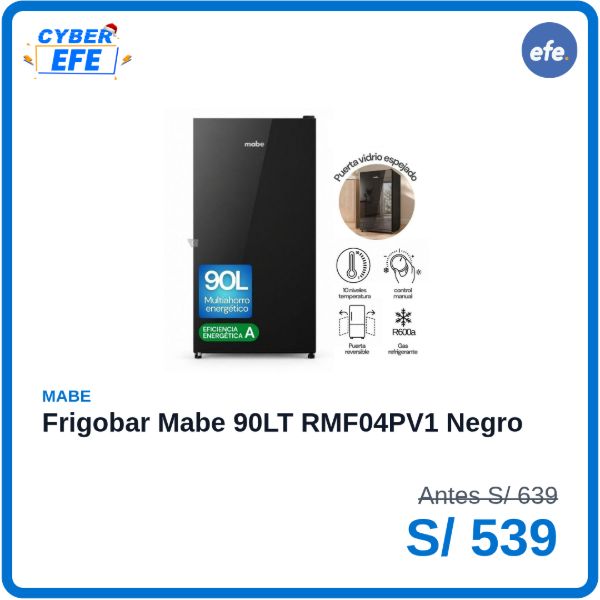 CYBER
EFE
efe.
mabe
Puerta vidrio espejado
90L
Multiahorro
energético
EFICIENCIA
ENERGÉTICA A
10 niveles
temperatura
control
manual
Puerta
reversible
R600a
Gas
refrigerante
MABE
Frigobar Mabe 90LT RMF04PV1 Negro
Antes S/ 639
S/ 539